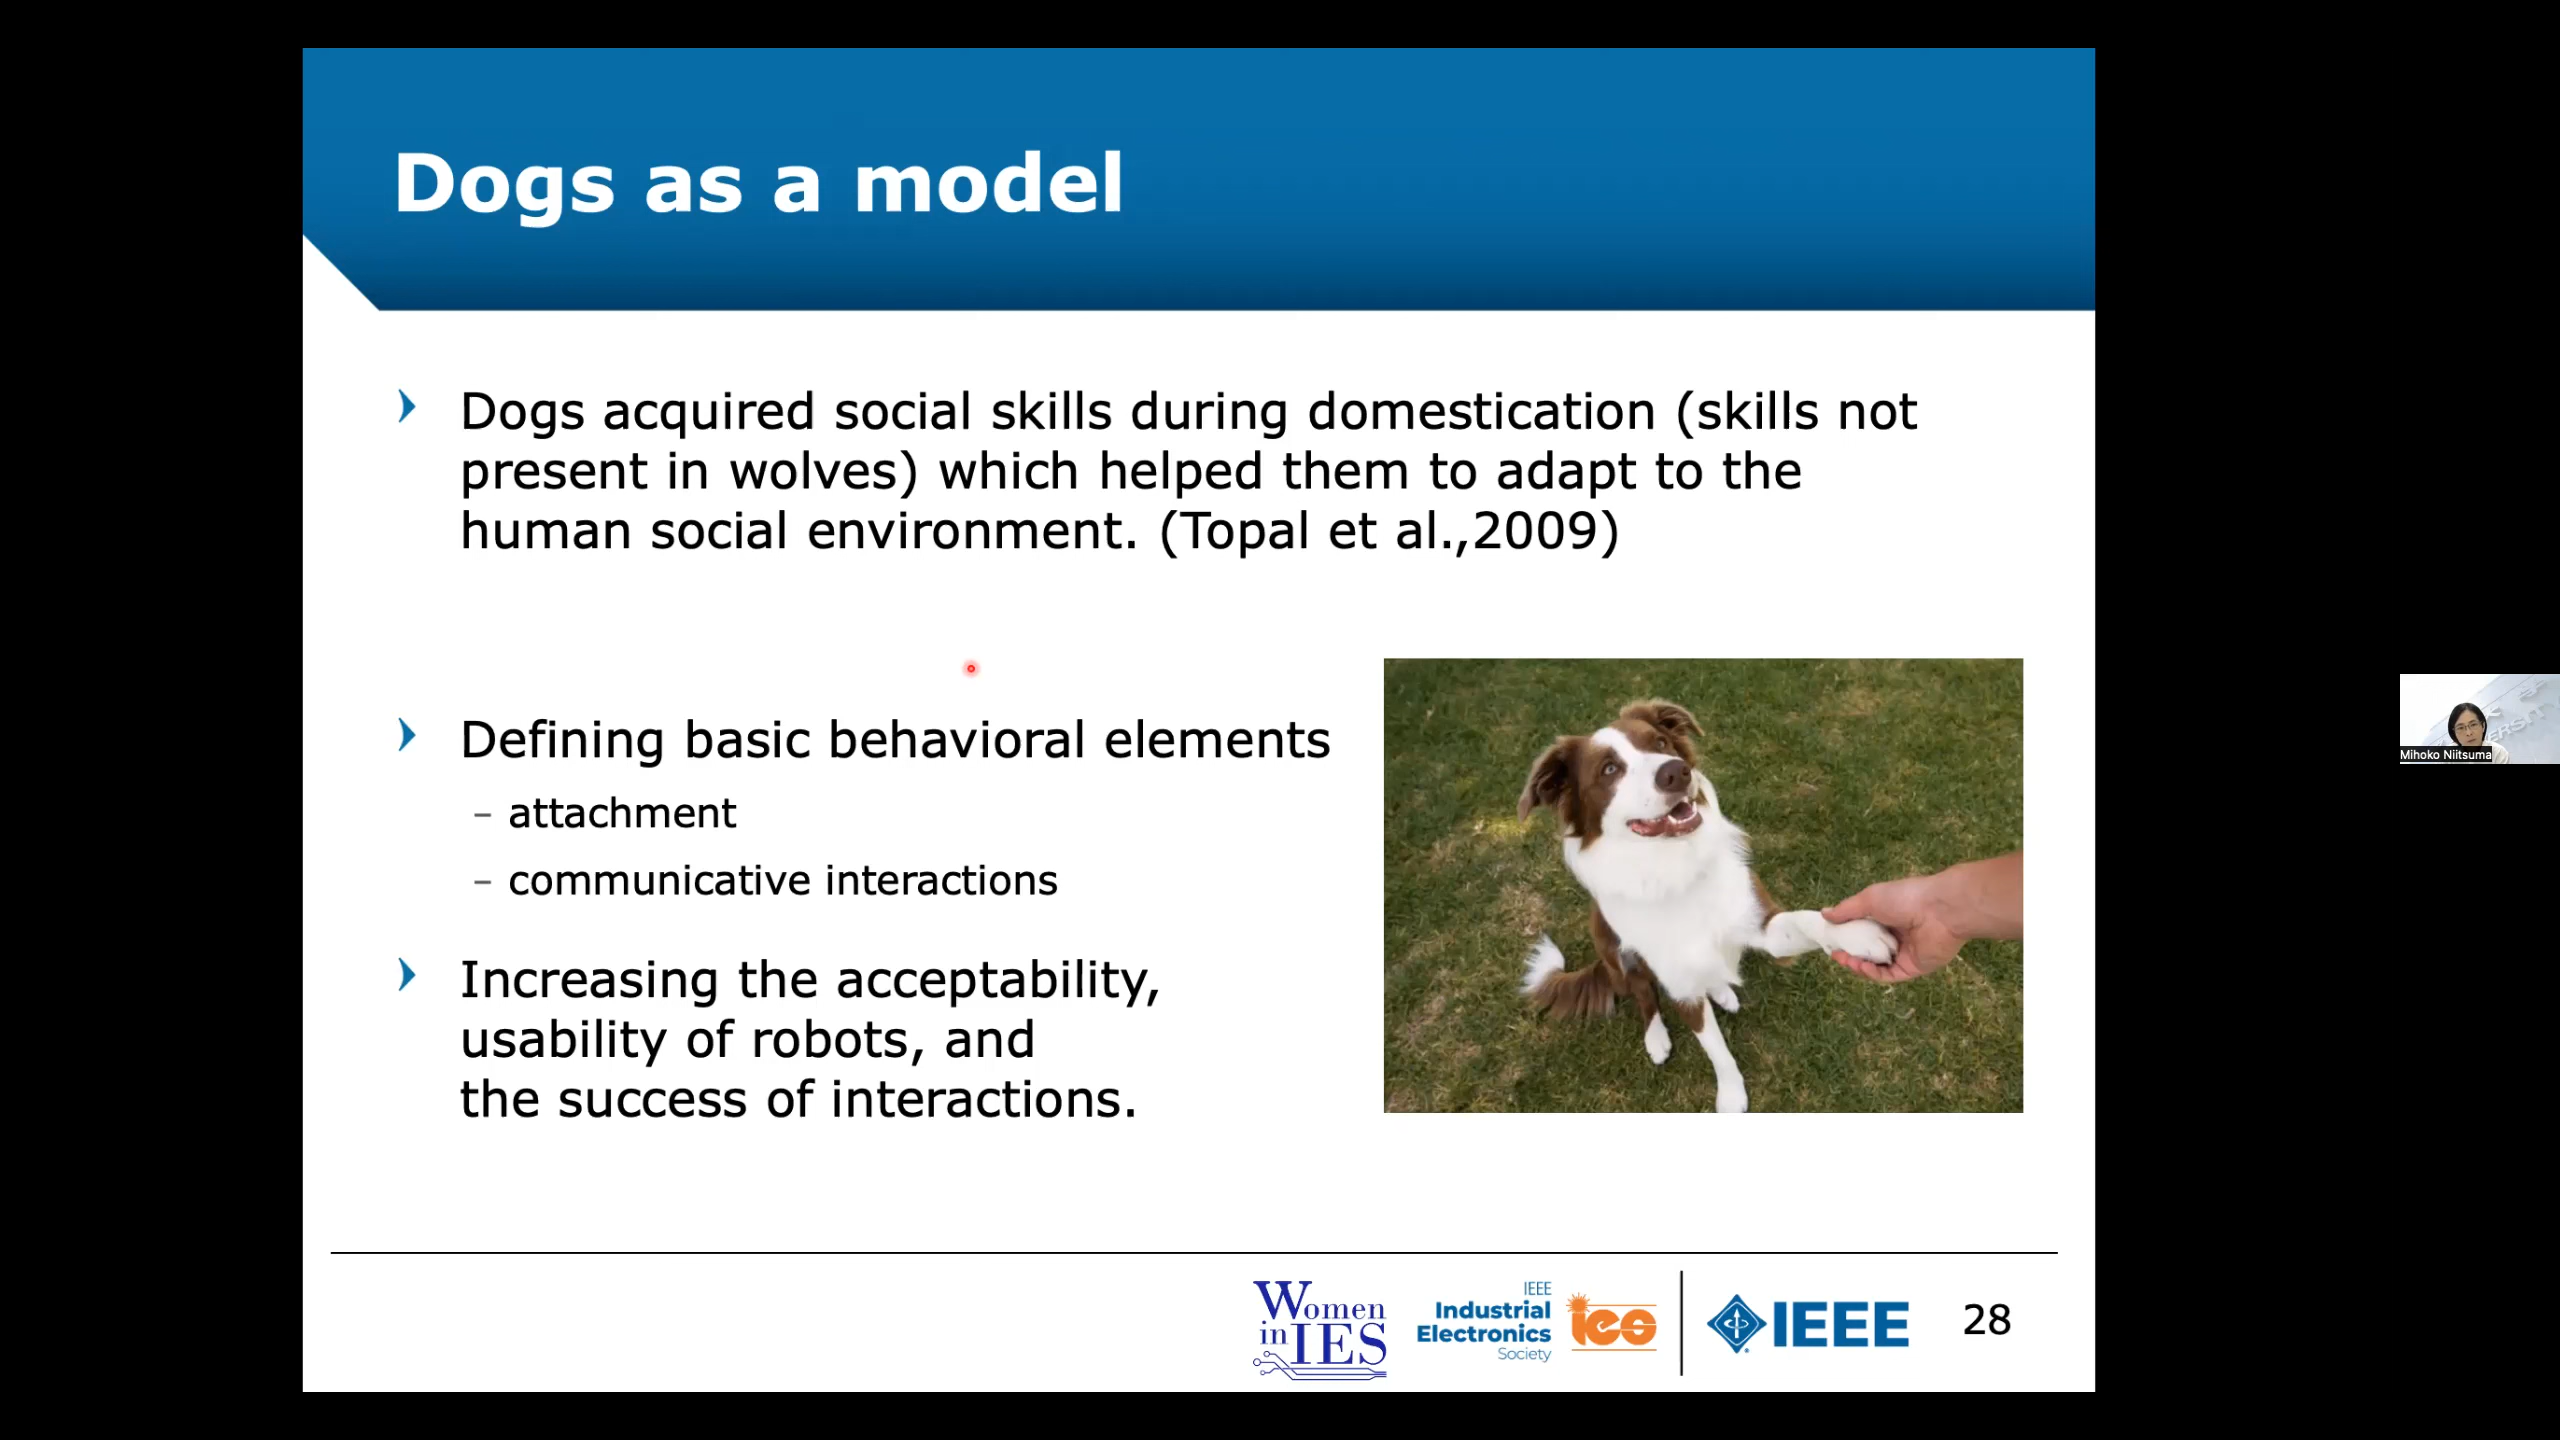 Dogs as a model
Dogs acquired social skills during domestication (skills not
present in wolves) which helped them to adapt to the
human social environment. (Topal et al.,2009)
Defining basic behavioral elements
– attachment
– communicative interactions
Increasing the acceptability,
usability of robots, and
the success of interactions.
Mihoko Niitsuma
Women
in IES
IEEE
Industrial
Electronics
Society
ies
IEEE
28